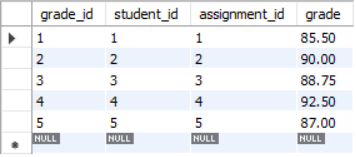 grade_id student_id assignment_id grade
1 1 1 85.50
2 2 2 90.00
3 3 3 88.75
4 4 4 92.50
5 5 5 87.00
NULL NULL NULL NULL